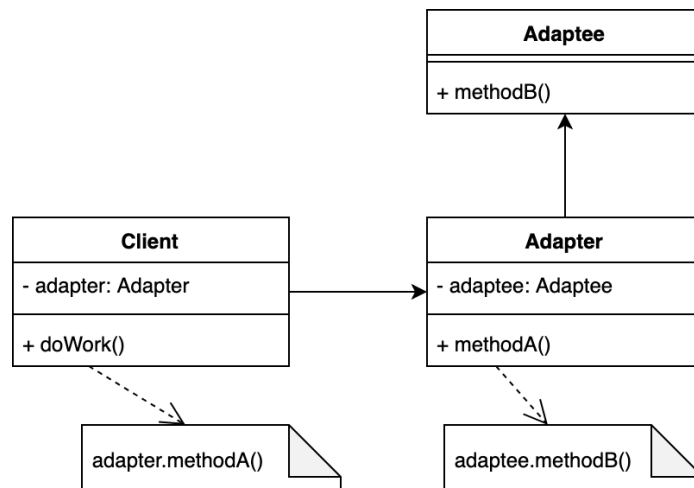 Adaptee
+ methodB()
Client
- adapter: Adapter
+ doWork()
Adapter
- adaptee: Adaptee
+ methodA()
adapter.methodA()
adaptee.methodB()